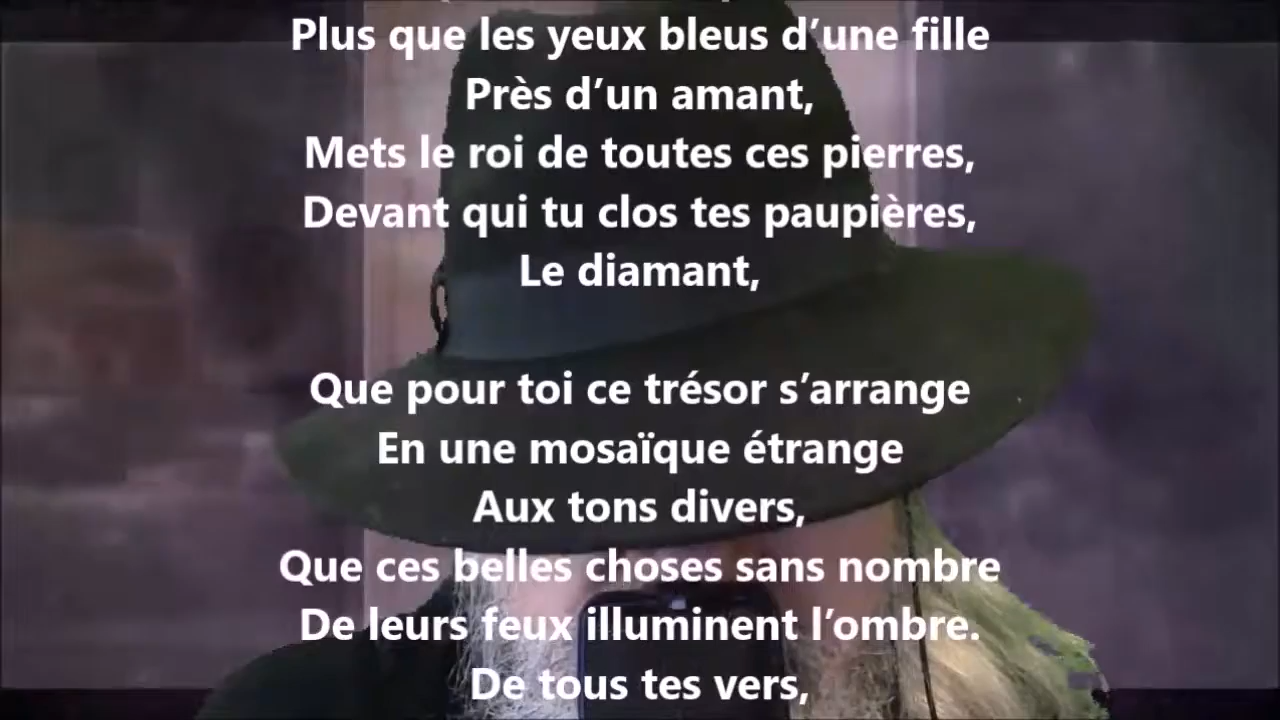 Plus que les yeux bleus d’une fille
Près d’un amant,
Mets le roi de toutes ces pierres,
Devant qui tu clos tes paupières,
Le diamant,
Que pour toi ce trésor s’arrange
En une mosaïque étrange
Aux tons divers,
Que ces belles choses sans nombre
De leurs feux illuminent l’ombre.
De tous tes vers,